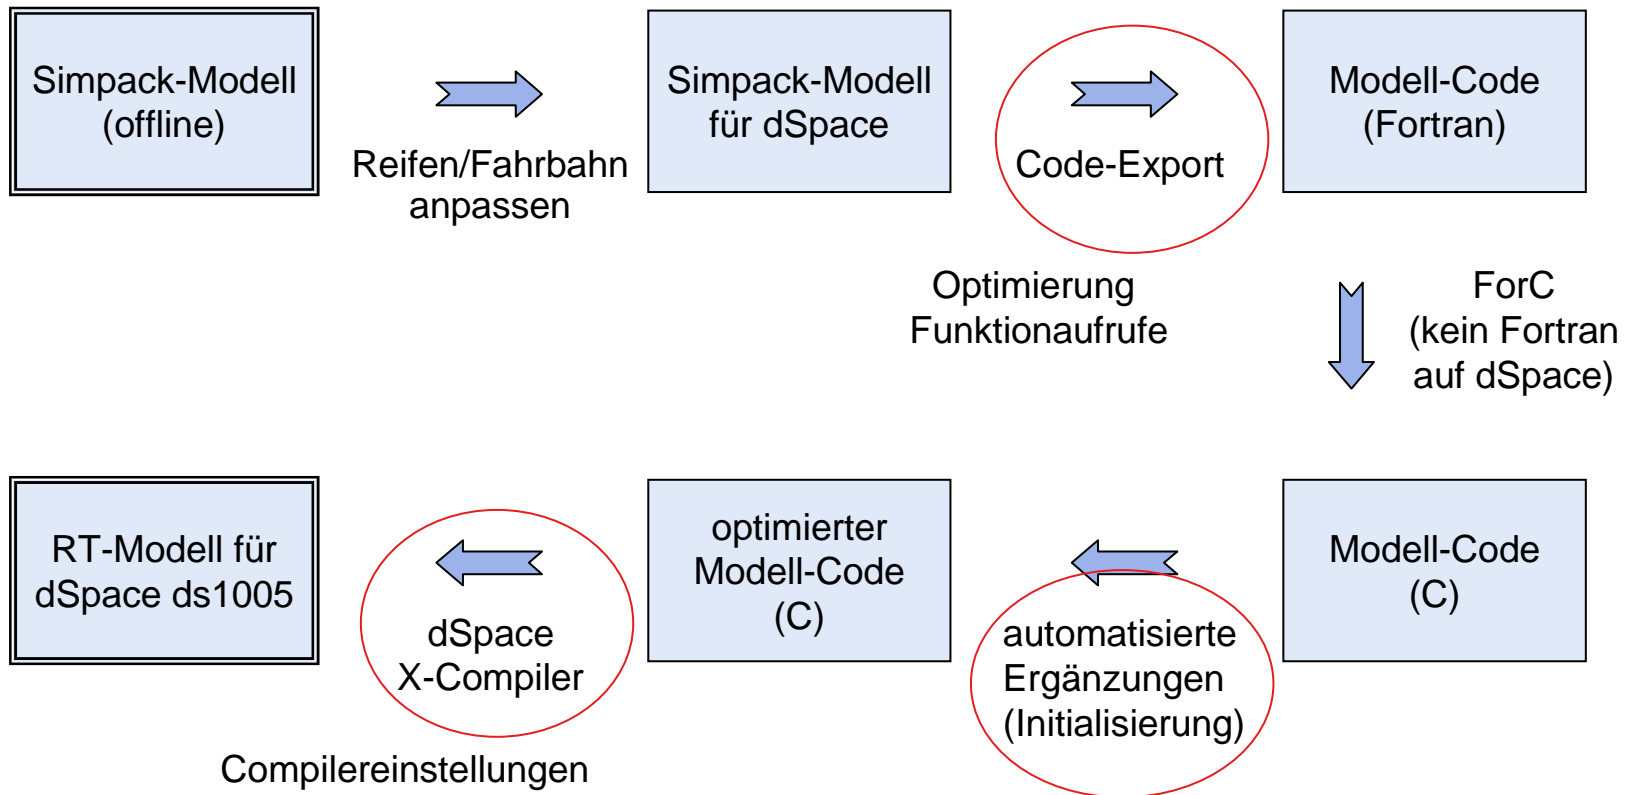 Simpack-Modell
(offline)
Reifen/Fahrbahn
anpassen
Simpack-Modell
für dSpace
Code-Export
Optimierung
Funktionaufrufe
Modell-Code
(Fortran)
ForC
(kein Fortran
auf dSpace)
Modell-Code
(C)
automatisierte
Ergänzungen
(Initialisierung)
optimierter
Modell-Code
(C)
dSpace
X-Compiler
Compilereinstellungen
RT-Modell für
dSpace ds1005